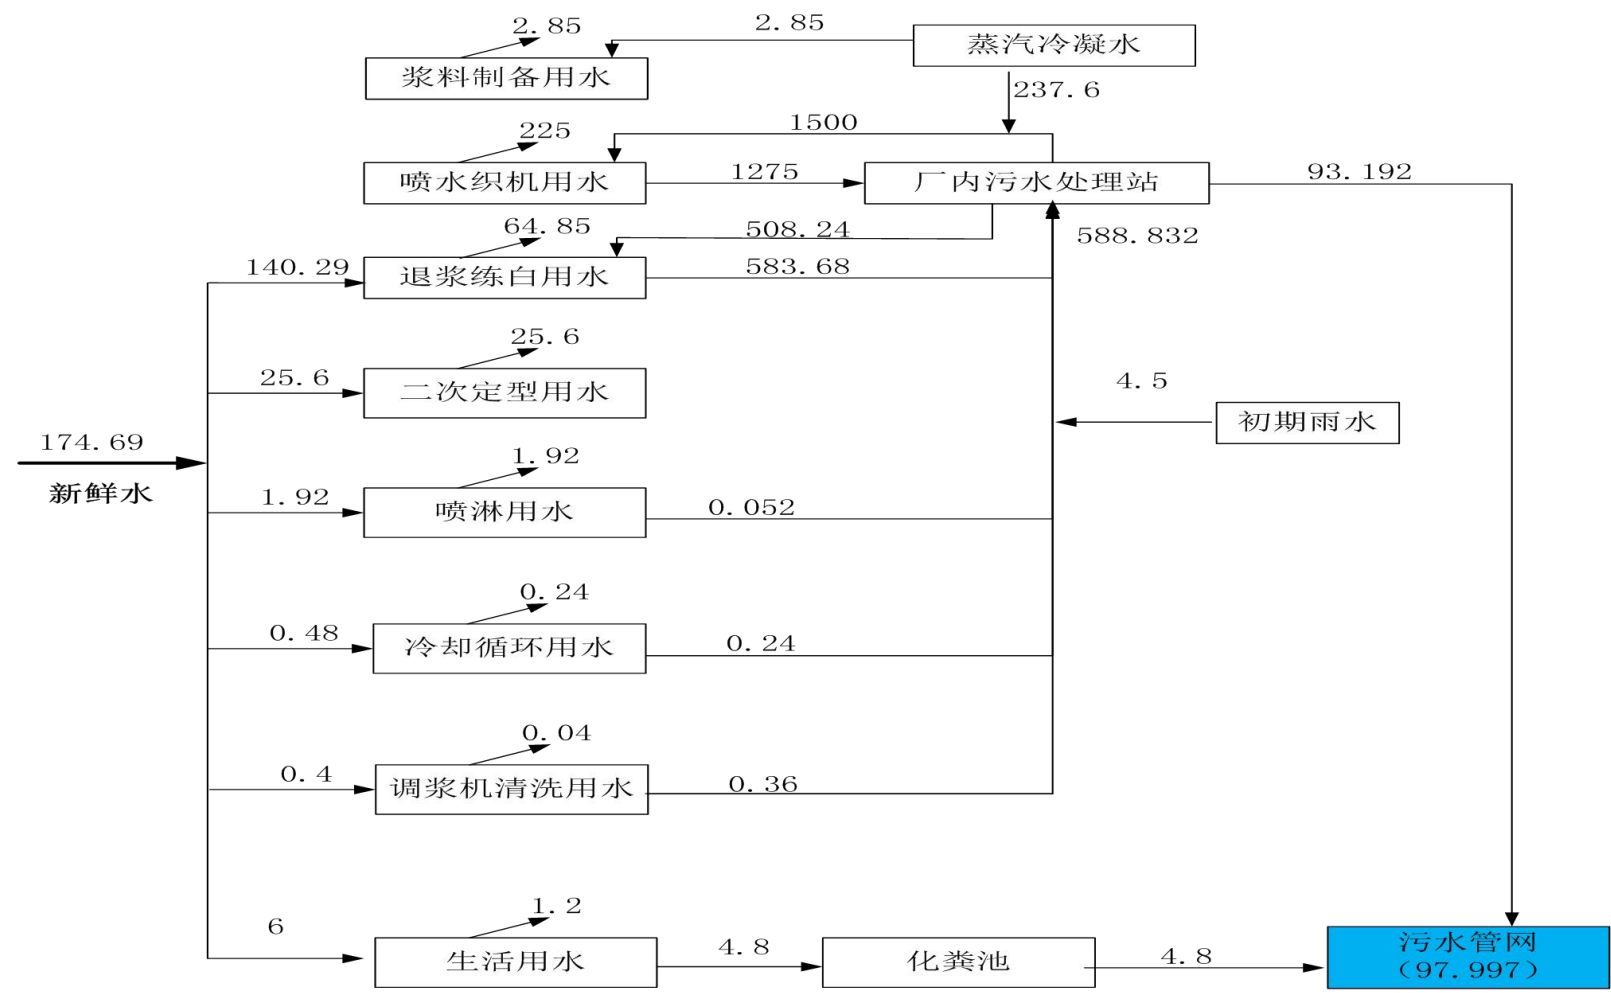 2.85
2.85
蒸汽冷凝水
浆料制备用水
237.6
225
1500
喷水织机用水
1275
厂内污水处理站
93.192
64.85
508.24
588.832
140.29
退浆练白用水
583.68
25.6
25.6
二次定型用水
4.5
初期雨水
174.69
新鲜水
1.92
1.92
喷淋用水
0.052
0.24
0.48
冷却循环用水
0.24
0.04
0.4
调浆机清洗用水
0.36
1.2
6
生活用水
4.8
化粪池
4.8
污水管网
（97.997）